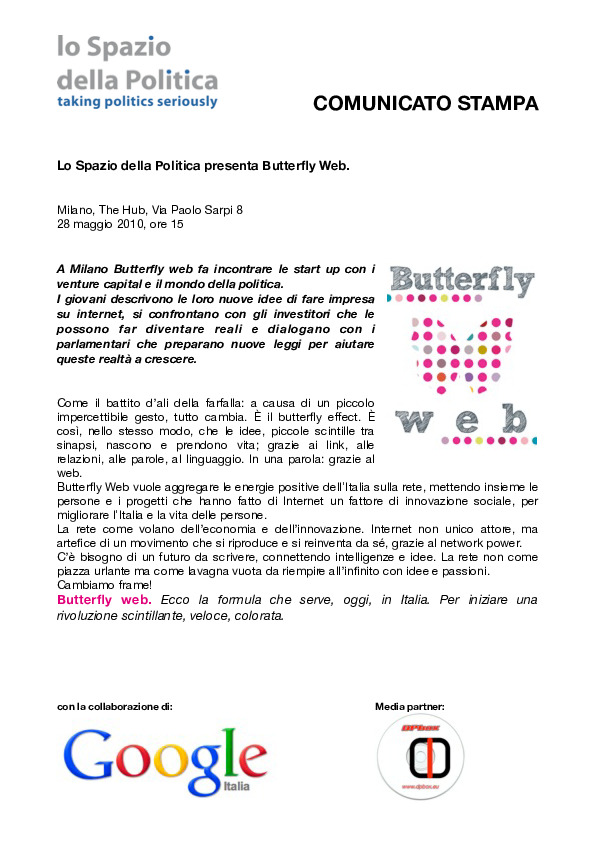 lo Spazio
della Politica
taking politics seriously
COMUNICATO STAMPA
Lo Spazio della Politica presenta Butterfly Web.
Milano, The Hub, Via Paolo Sarpi 8
28 maggio 2010, ore 15
A Milano Butterfly web fa incontrare le start up con i
venture capital e il mondo della politica.
I giovani descrivono le loro nuove idee di fare impresa
su internet, si confrontano con gli investitori che le
possono far diventare reali e dialogano con i
parlamentari che preparano nuove leggi per aiutare
queste realtà a crescere.
Butterfly
web
Come il battito d'ali della farfalla: a causa di un piccolo
impercettibile gesto, tutto cambia. È il butterfly effect. È
così, nello stesso modo, che le idee, piccole scintille tra
sinapsi, nascono e prendono vita; grazie ai link, alle
relazioni, alle parole, al linguaggio. In una parola: grazie al
web.
Butterfly Web vuole aggregare le energie positive dell'Italia sulla rete, mettendo insieme le
persone e i progetti che hanno fatto di Internet un fattore di innovazione sociale, per
migliorare l'Italia e la vita delle persone.
La rete come volano dell'economia e dell'innovazione. Internet non unico attore, ma
artefice di un movimento che si riproduce e si reinventa da sé, grazie al network power.
C'è bisogno di un futuro da scrivere, connettendo intelligenze e idee. La rete non come
piazza urlante ma come lavagna vuota da riempire all'infinito con idee e passioni.
Cambiamo frame!
Butterfly web. Ecco la formula che serve, oggi, in Italia. Per iniziare una
rivoluzione scintillante, veloce, colorata.
con la collaborazione di:
Media partner:
Google
Italia
DPbox
www.dpbox.eu